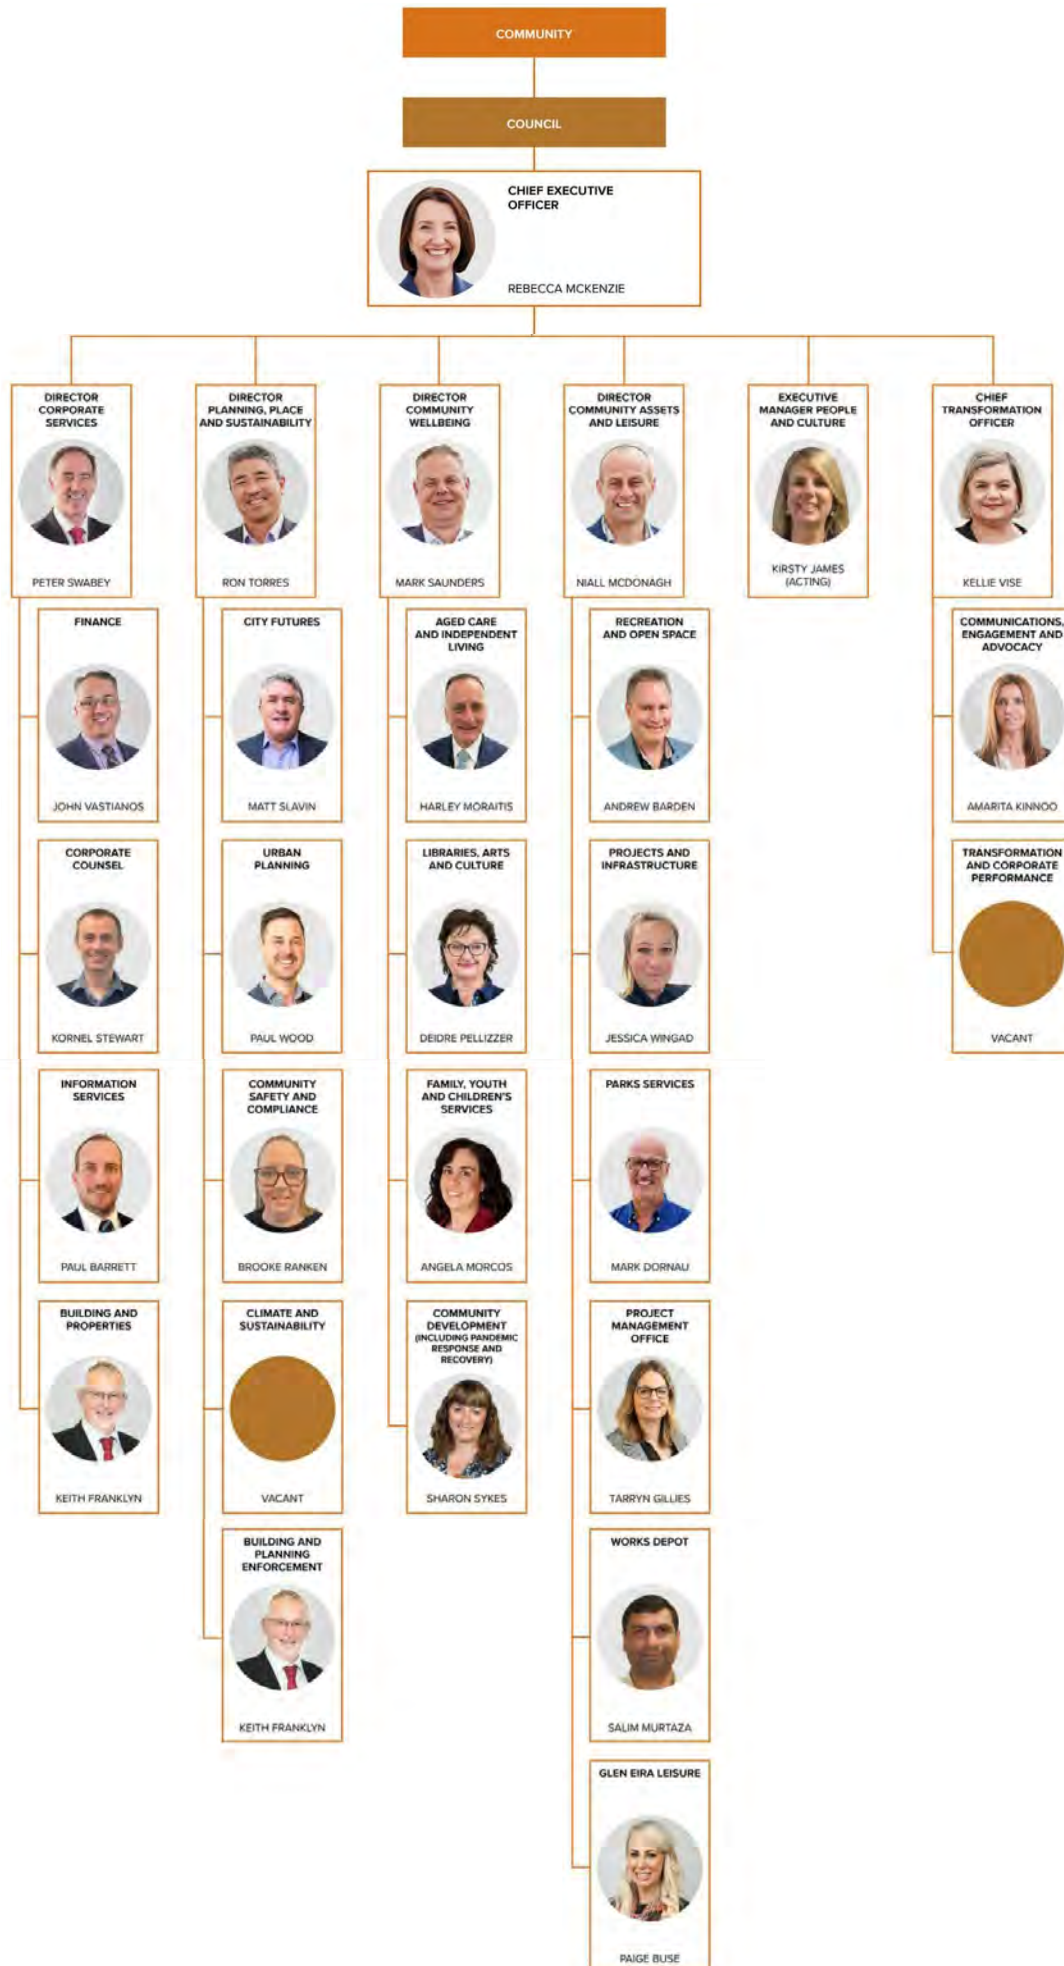 COMMUNITY
COUNCIL
CHIEF EXECUTIVE
OFFICER
REBECCA MCKENZIE
DIRECTOR
CORPORATE
SERVICES
PETER SWABEY
DIRECTOR
PLANNING, PLACE
AND SUSTAINABILITY
RON TORRES
DIRECTOR
COMMUNITY
WELLBEING
MARK SAUNDERS
DIRECTOR
COMMUNITY ASSETS
AND LEISURE
NIALL MCDONAGH
EXECUTIVE
MANAGER PEOPLE
AND CULTURE
KIRSTY JAMES
(ACTING)
CHIEF
TRANSFORMATION
OFFICER
KELLIE VISE
FINANCE
JOHN VASTIANOS
CITY FUTURES
MATT SLAVIN
AGED CARE
AND INDEPENDENT
LIVING
HARLEY MORAITIS
RECREATION
AND OPEN SPACE
ANDREW BARDEN
COMMUNICATIONS,
ENGAGEMENT AND
ADVOCACY
AMARITA KINNOO
CORPORATE
COUNSEL
KORNEL STEWART
URBAN
PLANNING
PAUL WOOD
LIBRARIES, ARTS
AND CULTURE
DEIDRE PELLIZZER
PROJECTS AND
INFRASTRUCTURE
JESSICA WINGAD
TRANSFORMATION
AND CORPORATE
PERFORMANCE
VACANT
INFORMATION
SERVICES
PAUL BARRETT
COMMUNITY
SAFETY AND
COMPLIANCE
BROOKE RANKEN
FAMILY, YOUTH
AND CHILDREN'S
SERVICES
ANGELA MORCOS
PARKS SERVICES
MARK DORNAU
BUILDING AND
PROPERTIES
KEITH FRANKLYN
CLIMATE AND
SUSTAINABILITY
VACANT
COMMUNITY
DEVELOPMENT
(INCLUDING PANDEMIC
RESPONSE AND
RECOVERY)
SHARON SYKES
PROJECT
MANAGEMENT
OFFICE
TARRYN GILLIES
BUILDING AND
PLANNING
ENFORCEMENT
KEITH FRANKLYN
WORKS DEPOT
SALIM MURTAZA
GLEN EIRA LEISURE
PAIGE BUSE